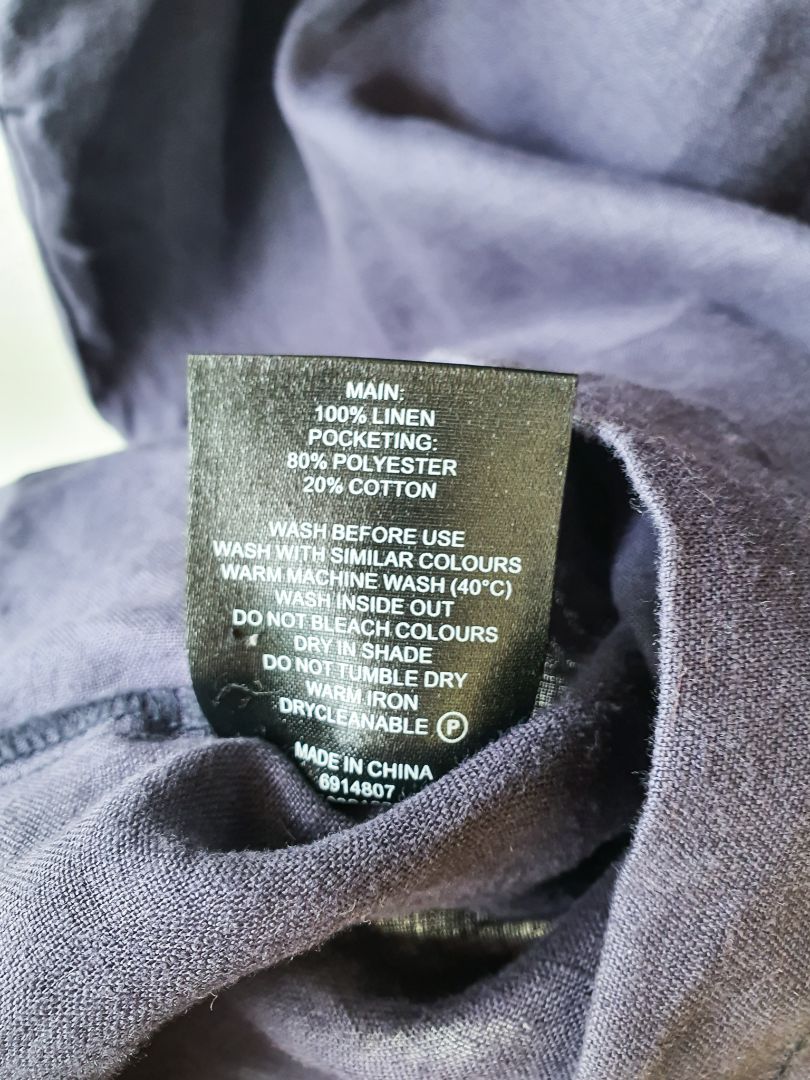 MAIN:
100% LINEN
POCKETING:
80% POLYESTER
20% COTTON
WASH BEFORE USE
WASH WITH SIMILAR COLOURS
WARM MACHINE WASH (40°C)
WASH INSIDE OUT
DO NOT BLEACH COLOURS
DRY IN SHADE
DO NOT TUMBLE DRY
WARM IRON
DRYCLEANABLE P
MADE IN CHINA
6914807